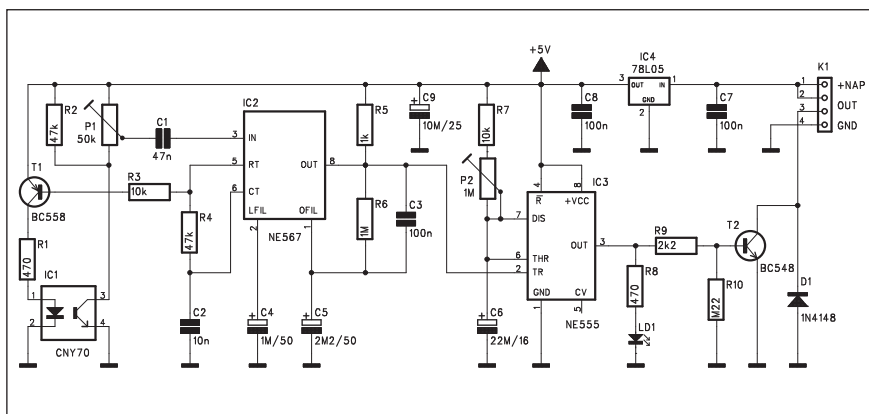 +5V
IC4
78L05
3
OUT
IN
1
GND
2
K1
1
+NAP
2
3
OUT
4
GND
R2
47k
P1
50k
C1
47n
IC2
3
IN
5
RT
6
CT
OUT
8
LFIL
OFIL
2
1
NE567
R5
1k
C9
10M/25
R7
10k
C8
100n
C7
100n
T1
BC558
R3
10k
R4
47k
R6
1M
C3
100n
P2
1M
4
8
IC3
R
+VCC
7
DIS
6
THR
2
TR
OUT
3
GND
CV
1
5
NE555
R9
2k2
T2
BC548
R1
470
IC1
1
3
2
4
CNY70
C2
10n
C4
1M/50
C5
2M2/50
C6
22M/16
R8
470
LD1
R10
M22
D1
1N4148
+
+
+
+